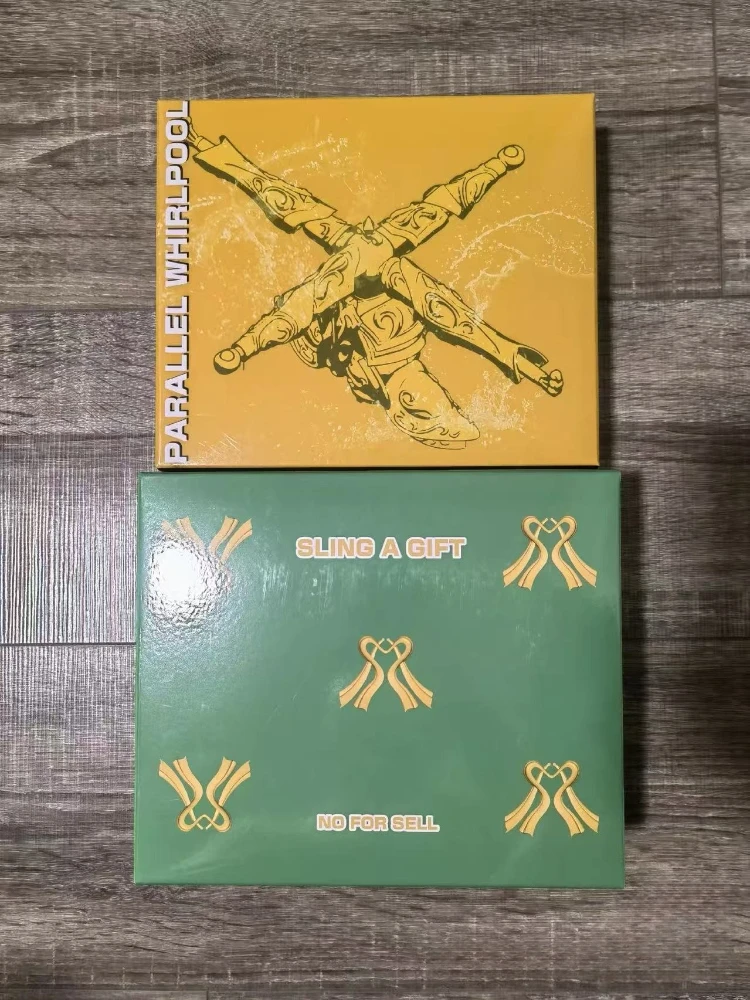 PARALLEL WHIRLPOOL
SLING A GIFT
NO FOR SELL